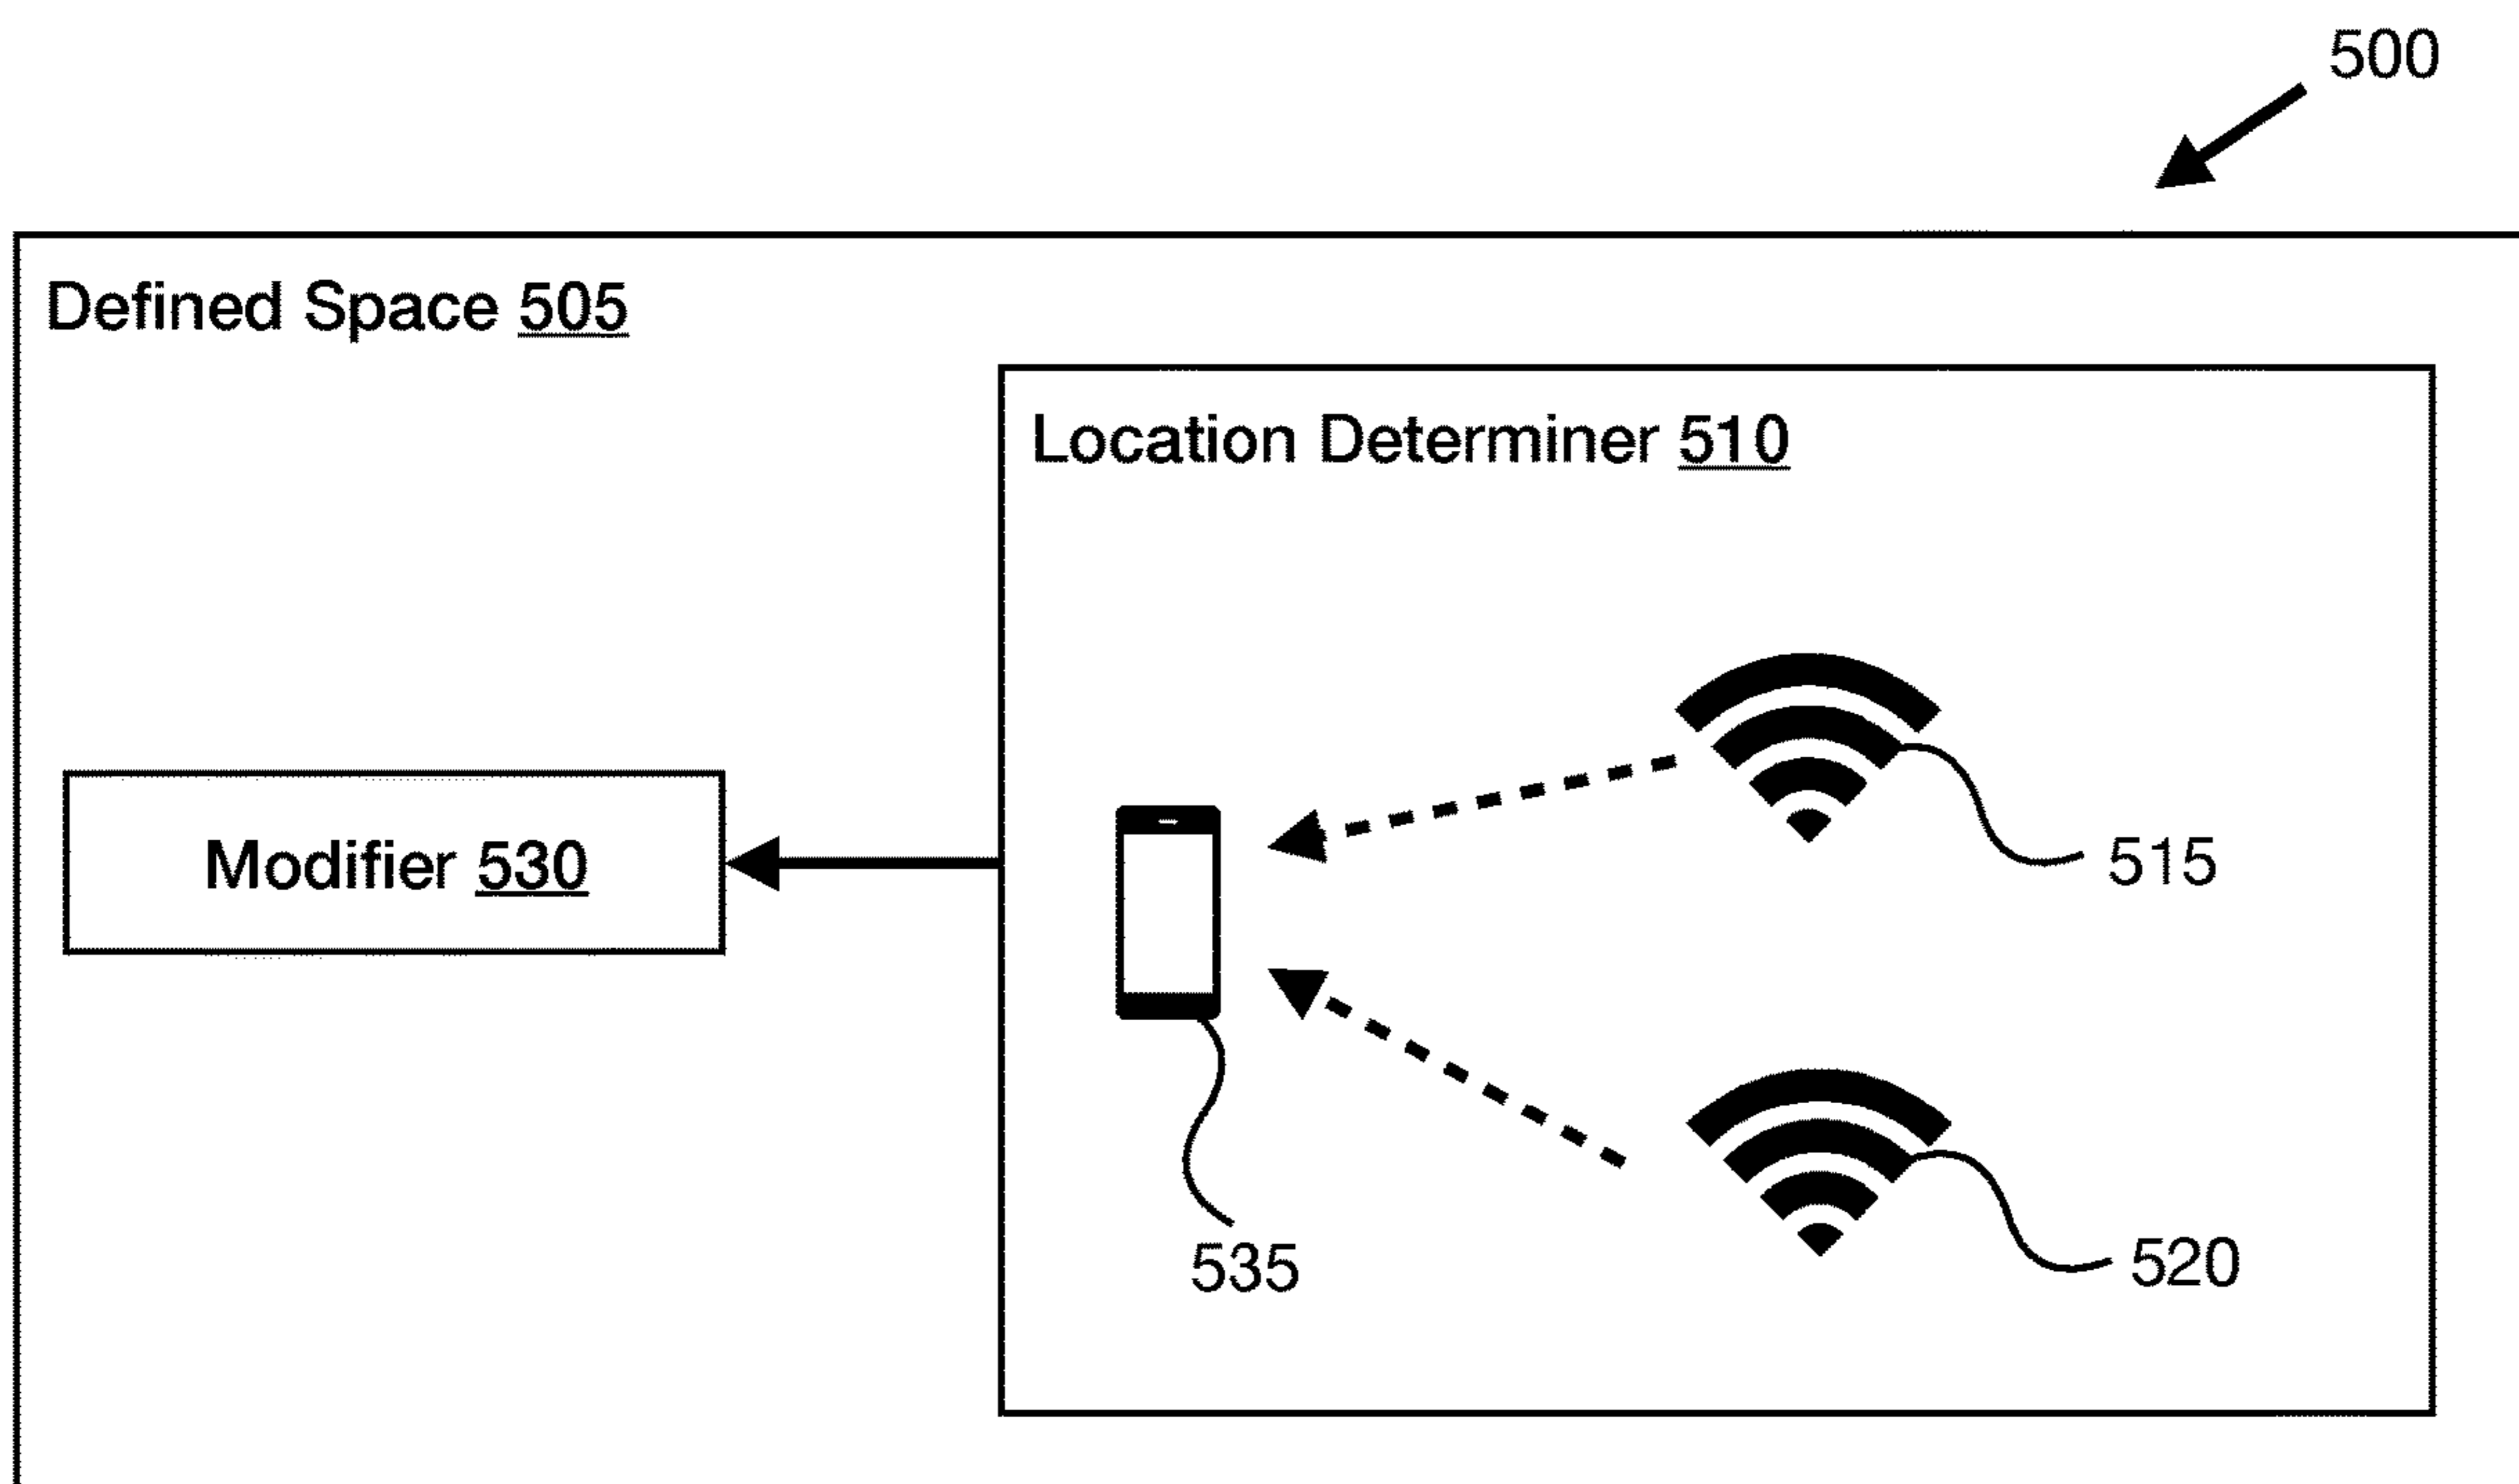 500
Defined Space 505
Location Determiner 510
Modifier 530
515
535
520